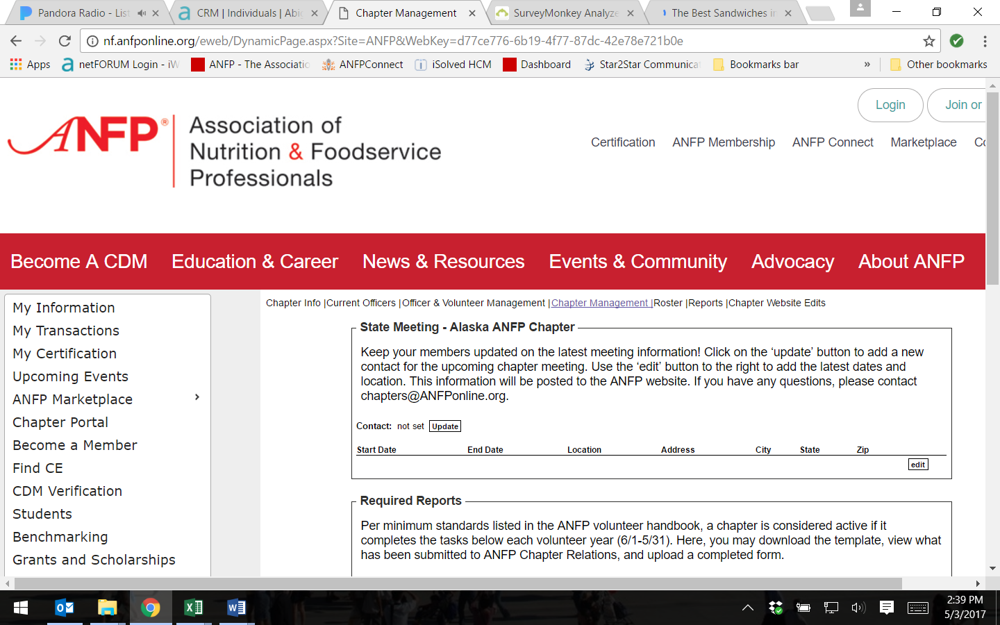 Pandora Radio - List
CRM | Individuals | Abig
Chapter Management
SurveyMonkey Analyze
The Best Sandwiches in
nf.anfponline.org/eweb/DynamicPage.aspx?Site=ANFP&WebKey=d77ce776-6b19-4f77-87dc-42e78e721b0e
Apps
netFORUM Login - iW
ANFP - The Associatio
ANFPConnect
iSolved HCM
Dashboard
Star2Star Communica
Bookmarks bar
»
Other bookmarks
ANFP®
Association of
Nutrition & Foodservice
Professionals
Login
Join or
Certification
ANFP Membership
ANFP Connect
Marketplace
Co
Become A CDM
Education & Career
News & Resources
Events & Community
Advocacy
About ANFP
My Information
My Transactions
My Certification
Upcoming Events
ANFP Marketplace
Chapter Portal
Become a Member
Find CE
CDM Verification
Students
Benchmarking
Grants and Scholarships
Chapter Info |Current Officers |Officer & Volunteer Management |Chapter Management |Roster |Reports |Chapter Website Edits
State Meeting - Alaska ANFP Chapter
Keep your members updated on the latest meeting information! Click on the ‘update’ button to add a new
contact for the upcoming chapter meeting. Use the ‘edit’ button to the right to add the latest dates and
location. This information will be posted to the ANFP website. If you have any questions, please contact
chapters@ANFPonline.org.
Contact: not set Update
Start Date End Date Location Address City State Zip
edit
Required Reports
Per minimum standards listed in the ANFP volunteer handbook, a chapter is considered active if it
completes the tasks below each volunteer year (6/1-5/31). Here, you may download the template, view what
has been submitted to ANFP Chapter Relations, and upload a completed form.
2:39 PM
5/3/2017